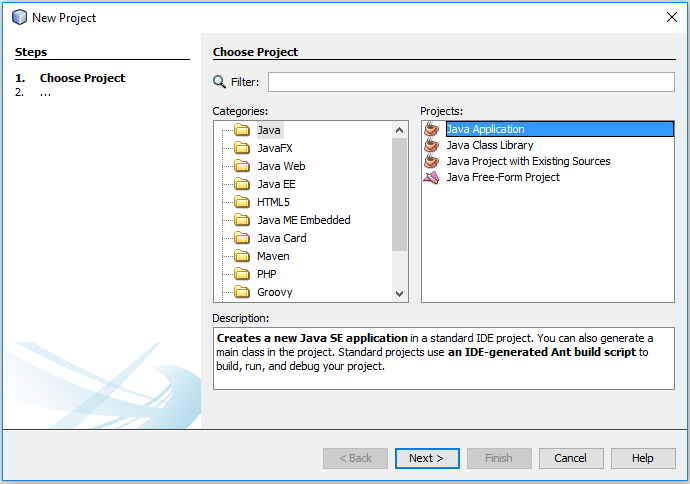 New Project
Steps
1. Choose Project
2. ...
Choose Project
Filter:
Categories:
Java
JavaFX
Java Web
Java EE
HTML5
Java ME Embedded
Java Card
Maven
PHP
Groovy
Projects:
Java Application
Java Class Library
Java Project with Existing Sources
Java Free-Form Project
Description:
Creates a new Java SE application in a standard IDE project. You can also generate a
main class in the project. Standard projects use an IDE-generated Ant build script to
build, run, and debug your project.
< Back
Next >
Finish
Cancel
Help